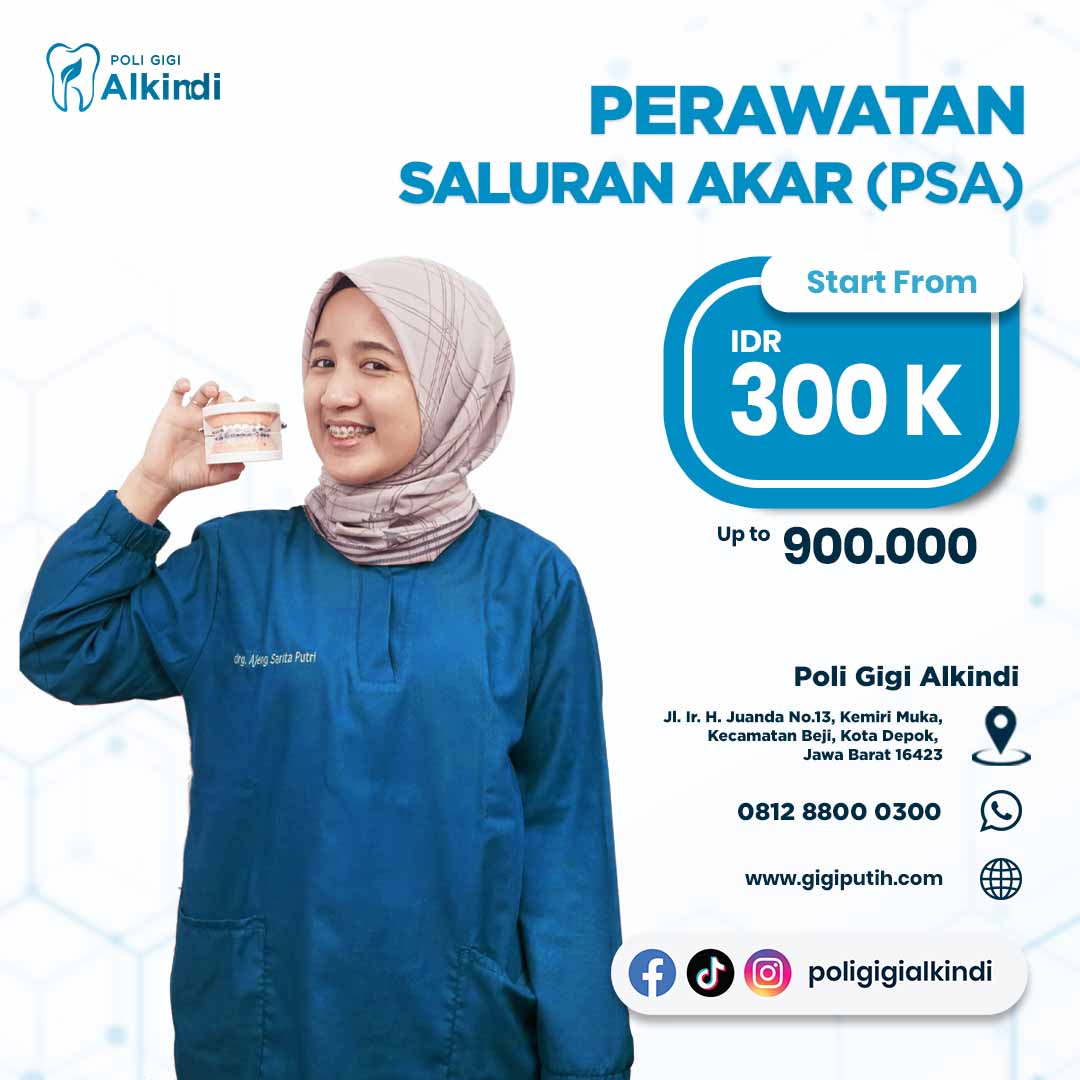 POLI GIGI
Alkindi
PERAWATAN
SALURAN AKAR (PSA)
Start From
IDR
300 K
Up to 900.000
drg. Ajeng Sarita Putri
Poli Gigi Alkindi
Jl. Ir. H. Juanda No.13, Kemiri Muka,
Kecamatan Beji, Kota Depok,
Jawa Barat 16423
0812 8800 0300
www.gigiputih.com
poligigialkindi